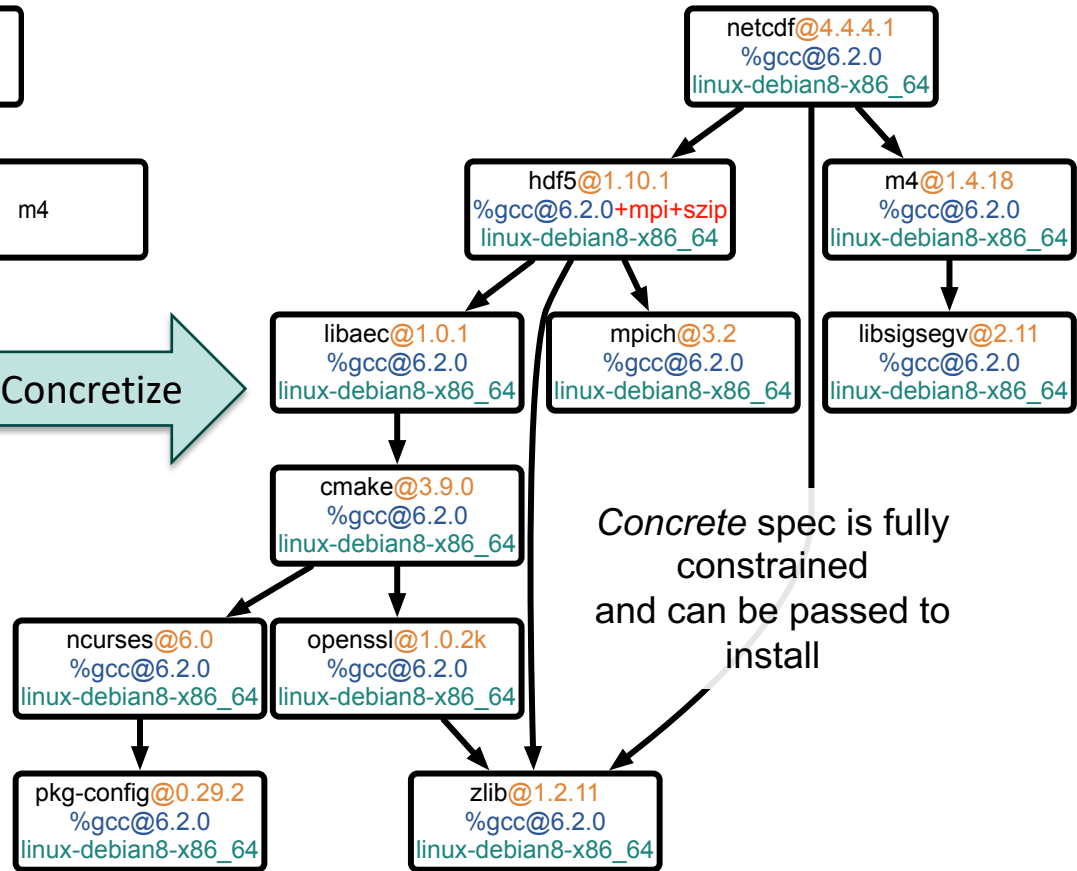 netcdf@4.4.4.1
%gcc@6.2.0
linux-debian8-x86_64
m4
hdf5@1.10.1
%gcc@6.2.0+mpi+szip
linux-debian8-x86_64
m4@1.4.18
%gcc@6.2.0
linux-debian8-x86_64
Concretize
libaec@1.0.1
%gcc@6.2.0
linux-debian8-x86_64
mpich@3.2
%gcc@6.2.0
linux-debian8-x86_64
libsigsegv@2.11
%gcc@6.2.0
linux-debian8-x86_64
cmake@3.9.0
%gcc@6.2.0
linux-debian8-x86_64
Concrete spec is fully
constrained
and can be passed to
install
ncurses@6.0
%gcc@6.2.0
linux-debian8-x86_64
openssl@1.0.2k
%gcc@6.2.0
linux-debian8-x86_64
pkg-config@0.29.2
%gcc@6.2.0
linux-debian8-x86_64
zlib@1.2.11
%gcc@6.2.0
linux-debian8-x86_64